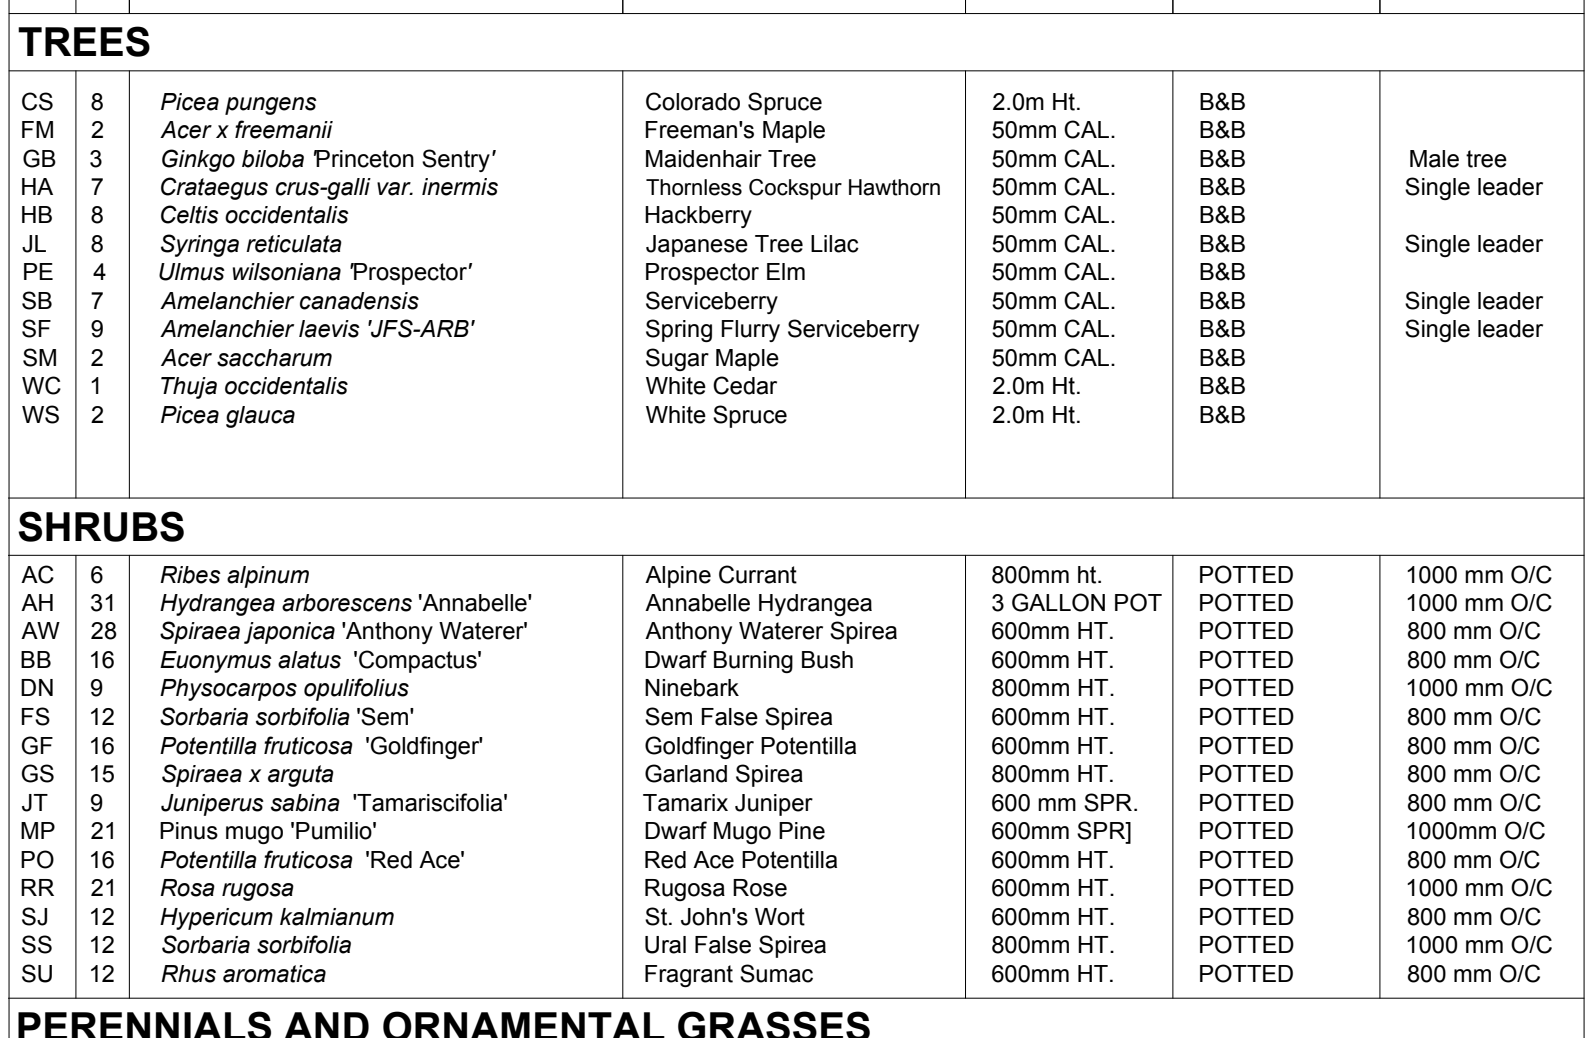 TREES
CS 8 Picea pungens Colorado Spruce 2.0m Ht. B&B
FM 2 Acer x freemanii Freeman's Maple 50mm CAL. B&B
GB 3 Ginkgo biloba 'Princeton Sentry' Maidenhair Tree 50mm CAL. B&B Male tree
HA 7 Crataegus crus-galli var. inermis Thornless Cockspur Hawthorn 50mm CAL. B&B Single leader
HB 8 Celtis occidentalis Hackberry 50mm CAL. B&B
JL 8 Syringa reticulata Japanese Tree Lilac 50mm CAL. B&B Single leader
PE 4 Ulmus wilsoniana 'Prospector' Prospector Elm 50mm CAL. B&B
SB 7 Amelanchier canadensis Serviceberry 50mm CAL. B&B Single leader
SF 9 Amelanchier laevis 'JFS-ARB' Spring Flurry Serviceberry 50mm CAL. B&B Single leader
SM 2 Acer saccharum Sugar Maple 50mm CAL. B&B
WC 1 Thuja occidentalis White Cedar 2.0m Ht. B&B
WS 2 Picea glauca White Spruce 2.0m Ht. B&B
SHRUBS
AC 6 Ribes alpinum Alpine Currant 800mm ht. POTTED 1000 mm O/C
AH 31 Hydrangea arborescens 'Annabelle' Annabelle Hydrangea 3 GALLON POT POTTED 1000 mm O/C
AW 28 Spiraea japonica 'Anthony Waterer' Anthony Waterer Spirea 600mm HT. POTTED 800 mm O/C
BB 16 Euonymus alatus 'Compactus' Dwarf Burning Bush 600mm HT. POTTED 800 mm O/C
DN 9 Physocarpos opulifolius Ninebark 800mm HT. POTTED 1000 mm O/C
FS 12 Sorbaria sorbifolia 'Sem' Sem False Spirea 600mm HT. POTTED 800 mm O/C
GF 16 Potentilla fruticosa 'Goldfinger' Goldfinger Potentilla 600mm HT. POTTED 800 mm O/C
GS 15 Spiraea x arguta Garland Spirea 800mm HT. POTTED 800 mm O/C
JT 9 Juniperus sabina 'Tamariscifolia' Tamarix Juniper 600 mm SPR. POTTED 800 mm O/C
MP 21 Pinus mugo 'Pumilio' Dwarf Mugo Pine 600mm SPR] POTTED 1000mm O/C
PO 16 Potentilla fruticosa 'Red Ace' Red Ace Potentilla 600mm HT. POTTED 800 mm O/C
RR 21 Rosa rugosa Rugosa Rose 600mm HT. POTTED 1000 mm O/C
SJ 12 Hypericum kalmianum St. John's Wort 600mm HT. POTTED 800 mm O/C
SS 12 Sorbaria sorbifolia Ural False Spirea 800mm HT. POTTED 1000 mm O/C
SU 12 Rhus aromatica Fragrant Sumac 600mm HT. POTTED 800 mm O/C
PERENNIALS AND ORNAMENTAL GRASSES